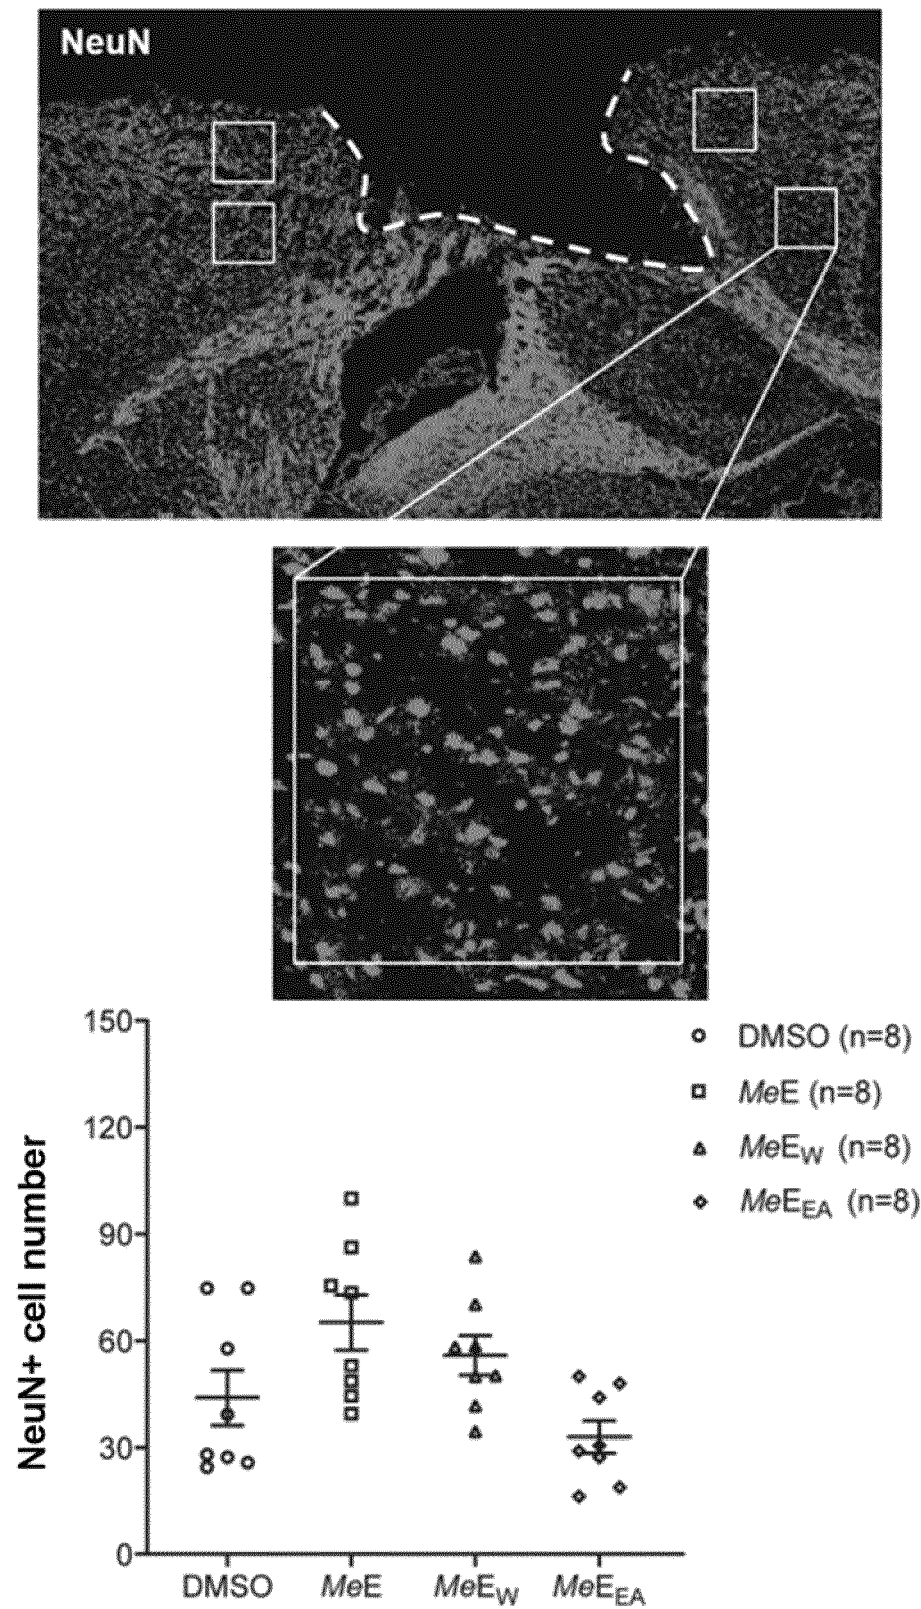 NeuN
150
120
90
60
30
0
NeuN+ cell number
DMSO (n=8)
MeE (n=8)
MeEW (n=8)
MeEEA (n=8)
DMSO MeE MeEW MeEEA